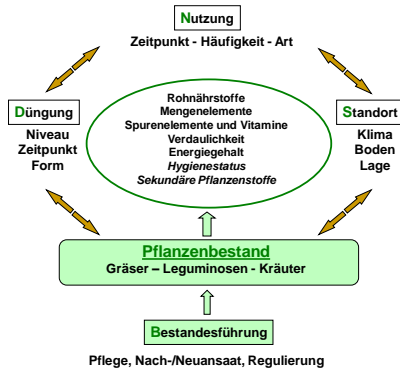 Nutzung
Zeitpunkt - Häufigkeit - Art
Rohnährstoffe
Mengenelemente
Spurenelemente und Vitamine
Verdaulichkeit
Energiegehalt
Hygienestatus
Sekundäre Pflanzenstoffe
Düngung
Niveau
Zeitpunkt
Form
Standort
Klima
Boden
Lage
Pflanzenbestand
Gräser – Leguminosen - Kräuter
Bestandesführung
Pflege, Nach-/Neuansaat, Regulierung